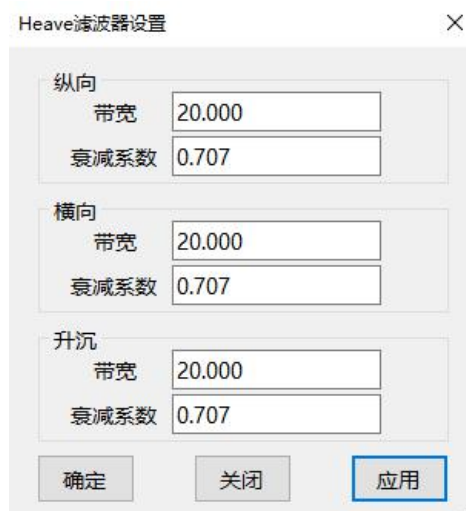 Heave滤波器设置
纵向
带宽 20.000
衰减系数 0.707
横向
带宽 20.000
衰减系数 0.707
升沉
带宽 20.000
衰减系数 0.707
确定 关闭 应用